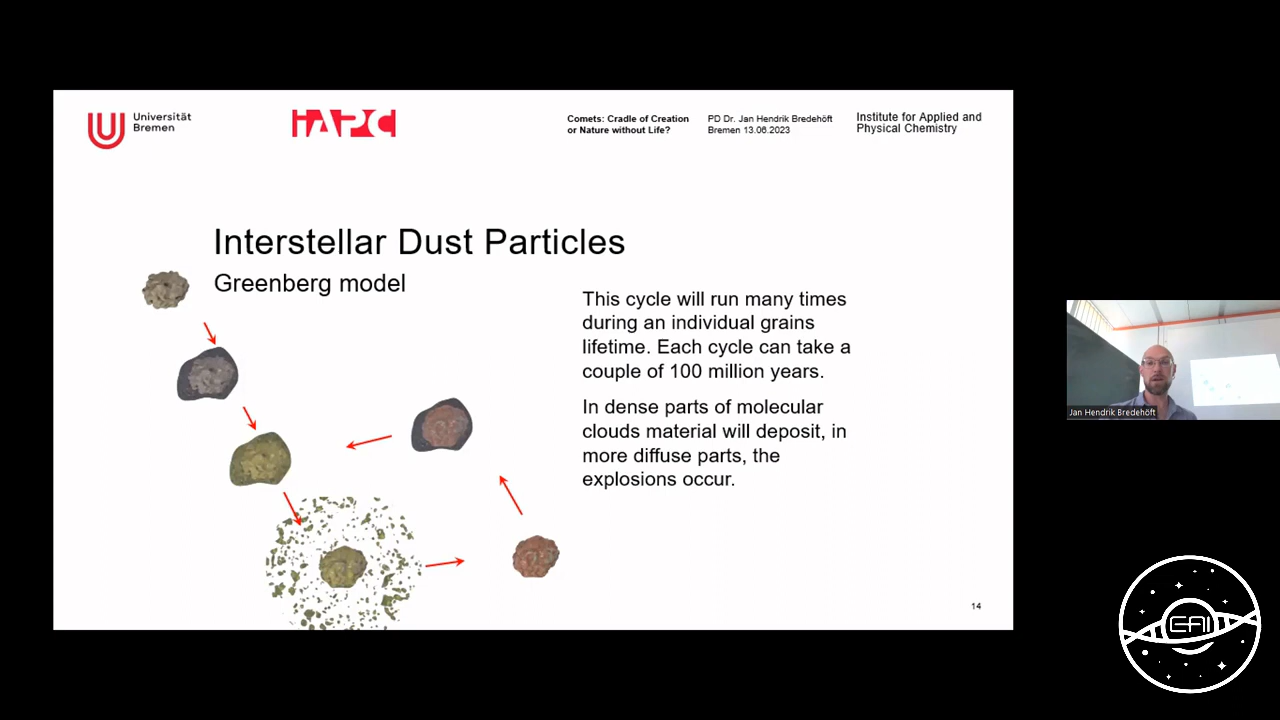 Universität
Bremen
iAPC
Comets: Cradle of Creation
or Nature without Life?
PD Dr. Jan Hendrik Bredehöft
Bremen 13.06.2023
Institute for Applied and
Physical Chemistry
Interstellar Dust Particles
Greenberg model
This cycle will run many times
during an individual grains
lifetime. Each cycle can take a
couple of 100 million years.
In dense parts of molecular
clouds material will deposit, in
more diffuse parts, the
explosions occur.
14
Jan Hendrik Bredehöft
EAI